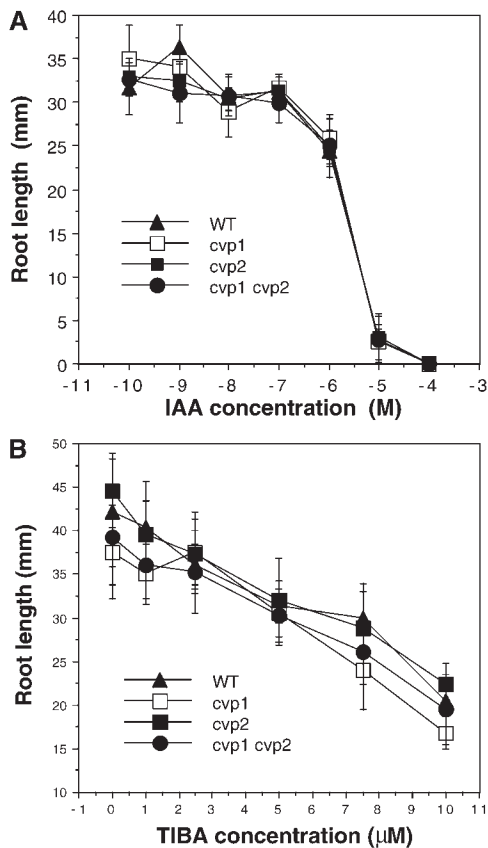 A
40
35
30
25
20
15
10
5
0
Root length (mm)
WT
cvp1
cvp2
cvp1 cvp2
-11 -10 -9 -8 -7 -6 -5 -4 -3
IAA concentration (M)
B
50
45
40
35
30
25
20
15
10
Root length (mm)
WT
cvp1
cvp2
cvp1 cvp2
-1 0 1 2 3 4 5 6 7 8 9 10 11
TIBA concentration (μM)